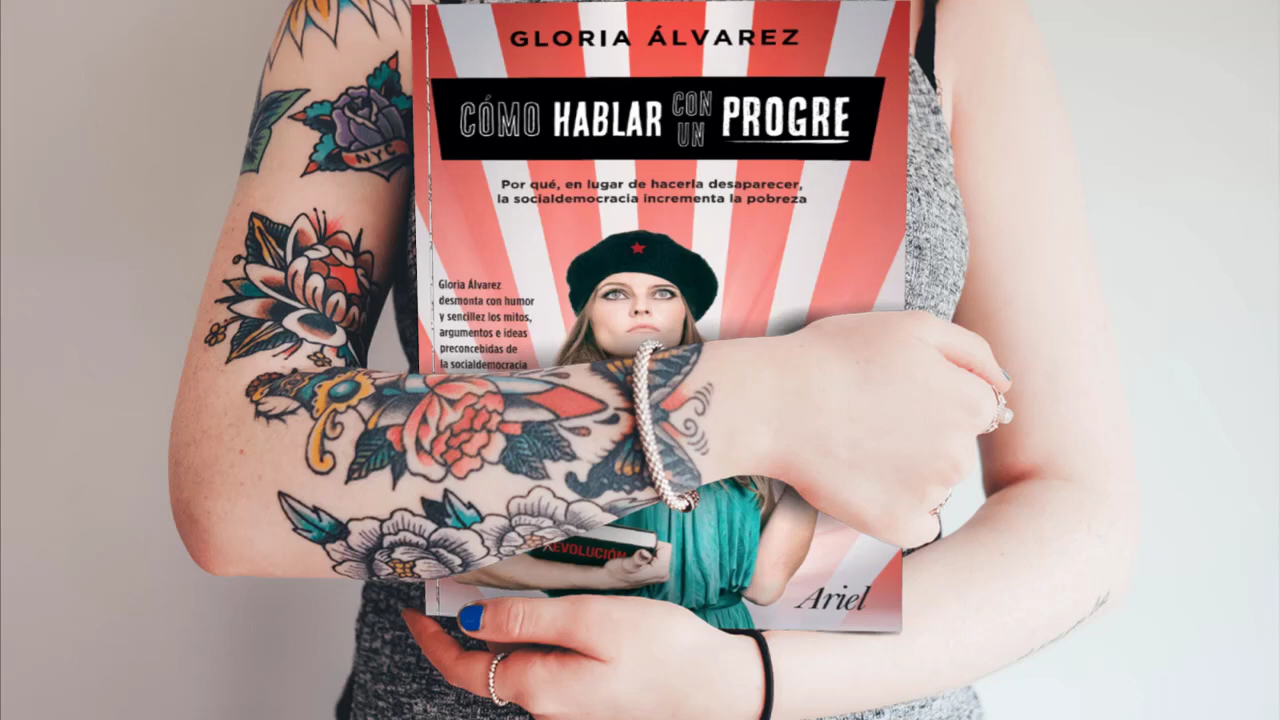 GLORIA ÁLVAREZ
CÓMO HABLAR CON UN PROGRE
Por qué, en lugar de hacerla desaparecer,
la socialdemocracia incrementa la pobreza
Gloria Álvarez
desmonta con humor
y sencillez los mitos,
argumentos e ideas
preconcebidas de
la socialdemocracia
NYC
REVOLUCIÓN
Ariel